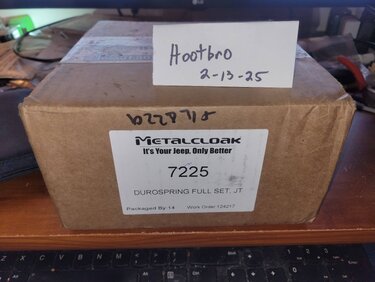 Hootbro
2-13-25
METALCLOAK
It's Your Jeep, Only Better
7225
DUROSPRING FULL SET, JT
Packaged By 14 Work Order 124217